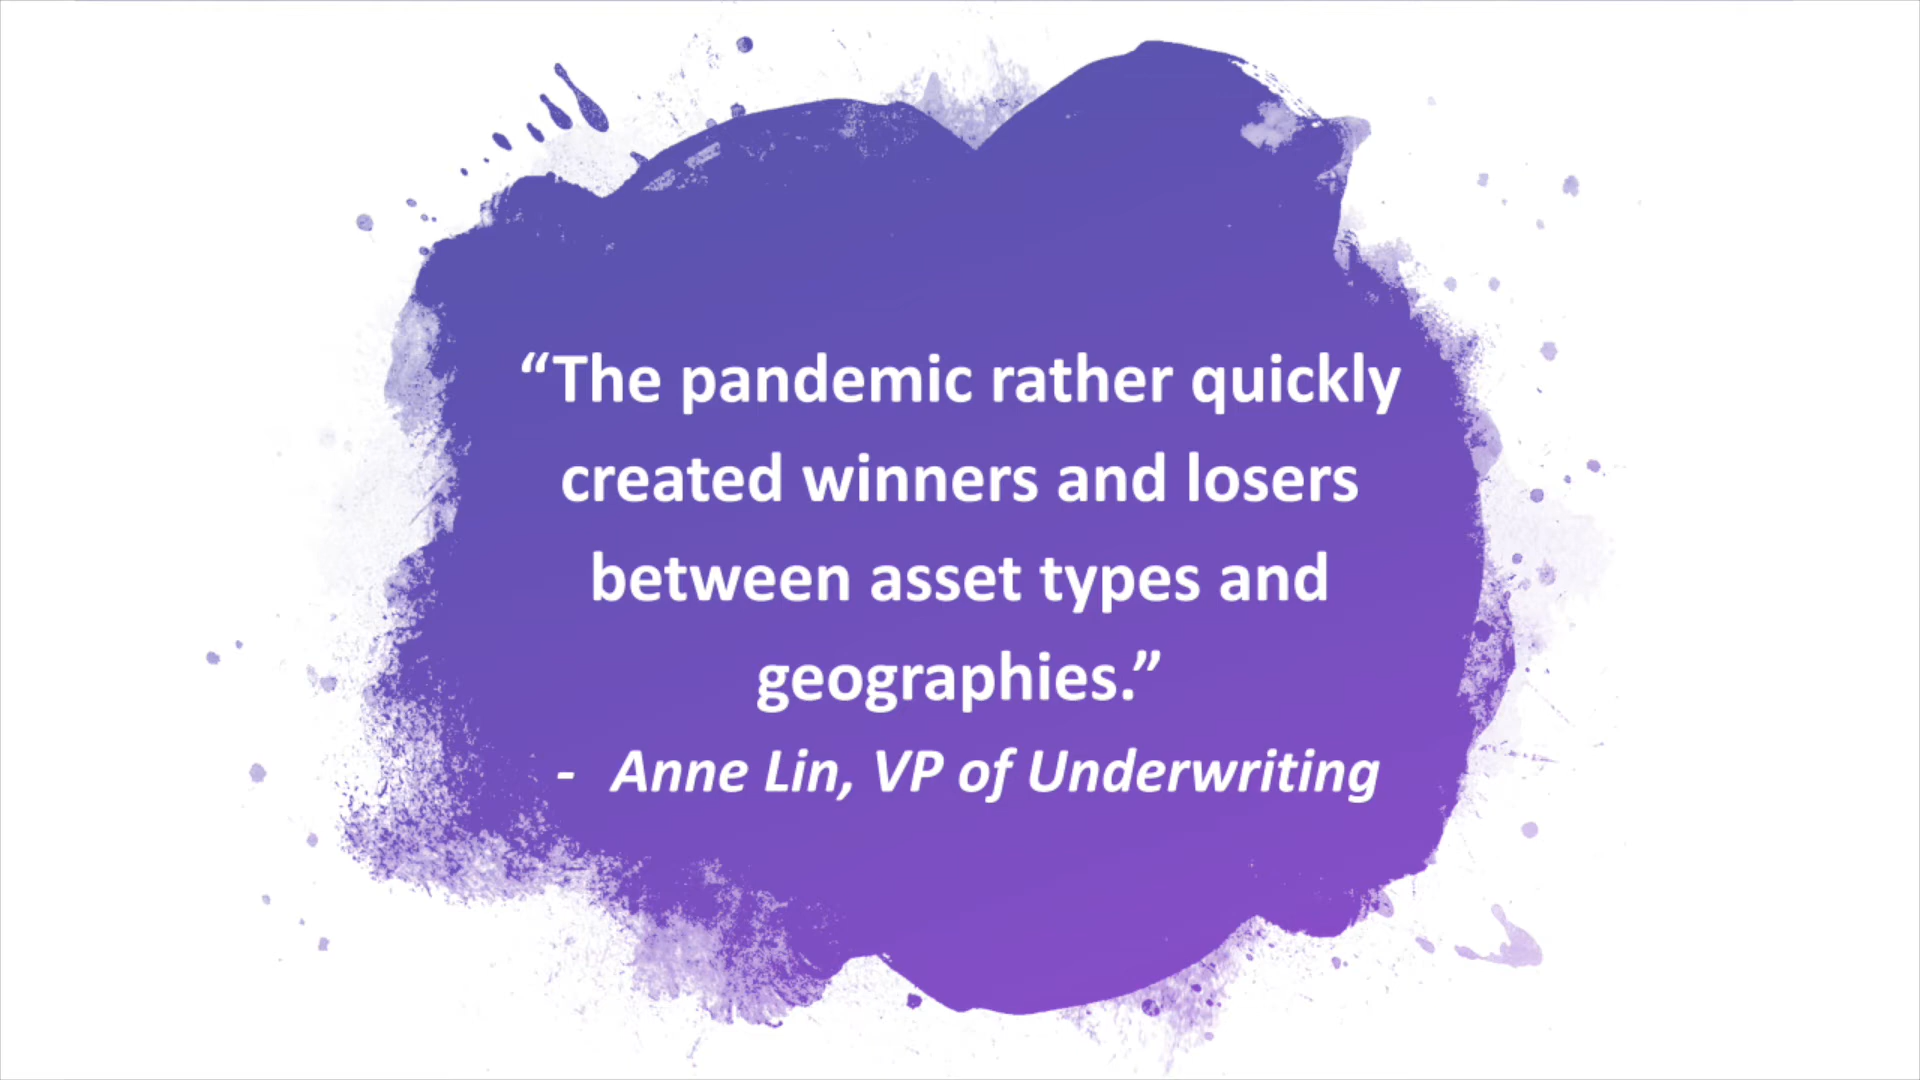 “The pandemic rather quickly
created winners and losers
between asset types and
geographies.”
- Anne Lin, VP of Underwriting